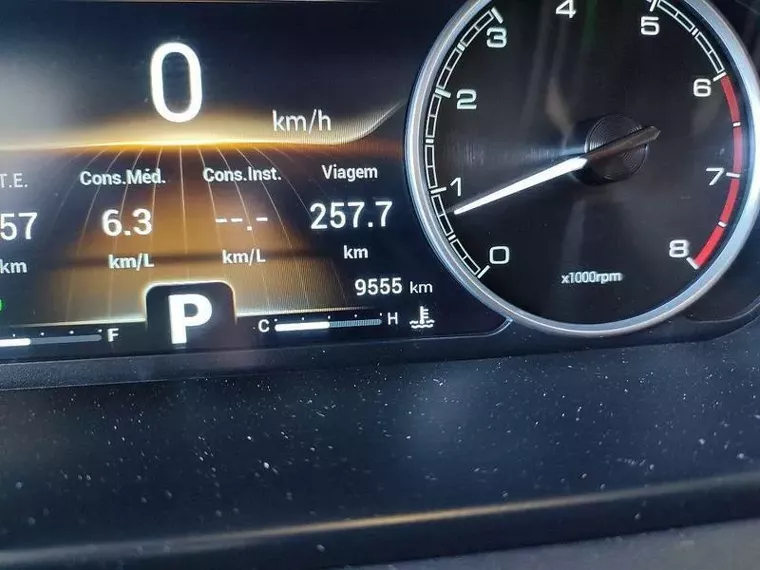 0
km/h
T.E.
Cons.Méd.
Cons.Inst.
Viagem
57
6.3
--.-
257.7
km
km/L
km/L
km
9555 km
F
P
C
H
0
1
2
3
4
5
6
7
8
x1000rpm